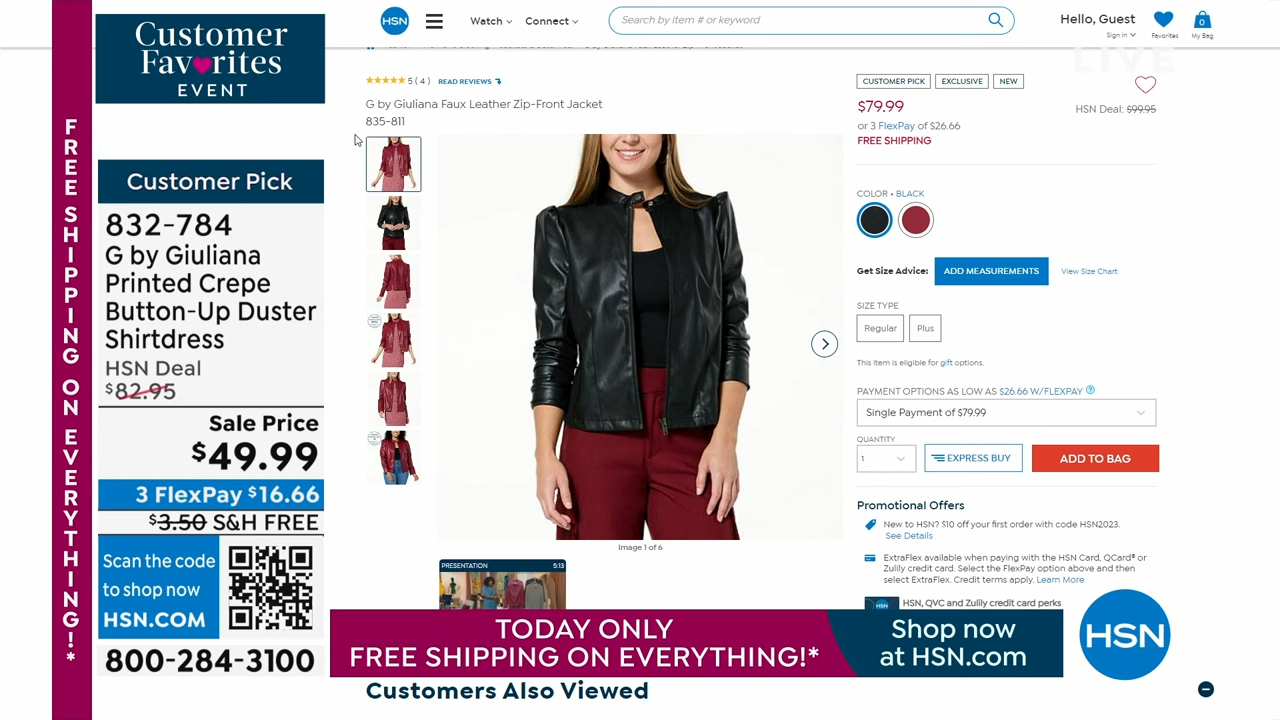 FREE SHIPPING ON EVERYTHING!*
Customer
Fav♥rites
EVENT
Customer Pick
832-784
G by Giuliana
Printed Crepe
Button-Up Duster
Shirtdress
HSN Deal
$82.95
Sale Price
$49.99
3 FlexPay $16.66
$3.50 S&H FREE
Scan the code
to shop now
HSN.COM
800-284-3100
HSN
Watch
Connect
Search by item # or keyword
Hello, Guest
Sign In
Favorites
0
My Bag
LIVE
5 ( 4 )
READ REVIEWS
G by Giuliana Faux Leather Zip-Front Jacket
835-811
Image 1 of 6
PRESENTATION 5:13
CUSTOMER PICK EXCLUSIVE NEW
$79.99
HSN Deal: $99.95
or 3 FlexPay of $26.66
FREE SHIPPING
COLOR • BLACK
Get Size Advice: ADD MEASUREMENTS View Size Chart
SIZE TYPE
Regular Plus
This item is eligible for gift options.
PAYMENT OPTIONS AS LOW AS $26.66 W/FLEXPAY ?
Single Payment of $79.99
QUANTITY
1
EXPRESS BUY
ADD TO BAG
Promotional Offers
New to HSN? $10 off your first order with code HSN2023.
See Details
ExtraFlex available when paying with the HSN Card, QCard® or
Zulily credit card. Select the FlexPay option above and then
select ExtraFlex. Credit terms apply. Learn More
HSN
HSN, QVC and Zulily credit card perks
TODAY ONLY
FREE SHIPPING ON EVERYTHING!*
Shop now
at HSN.com
HSN
Customers Also Viewed